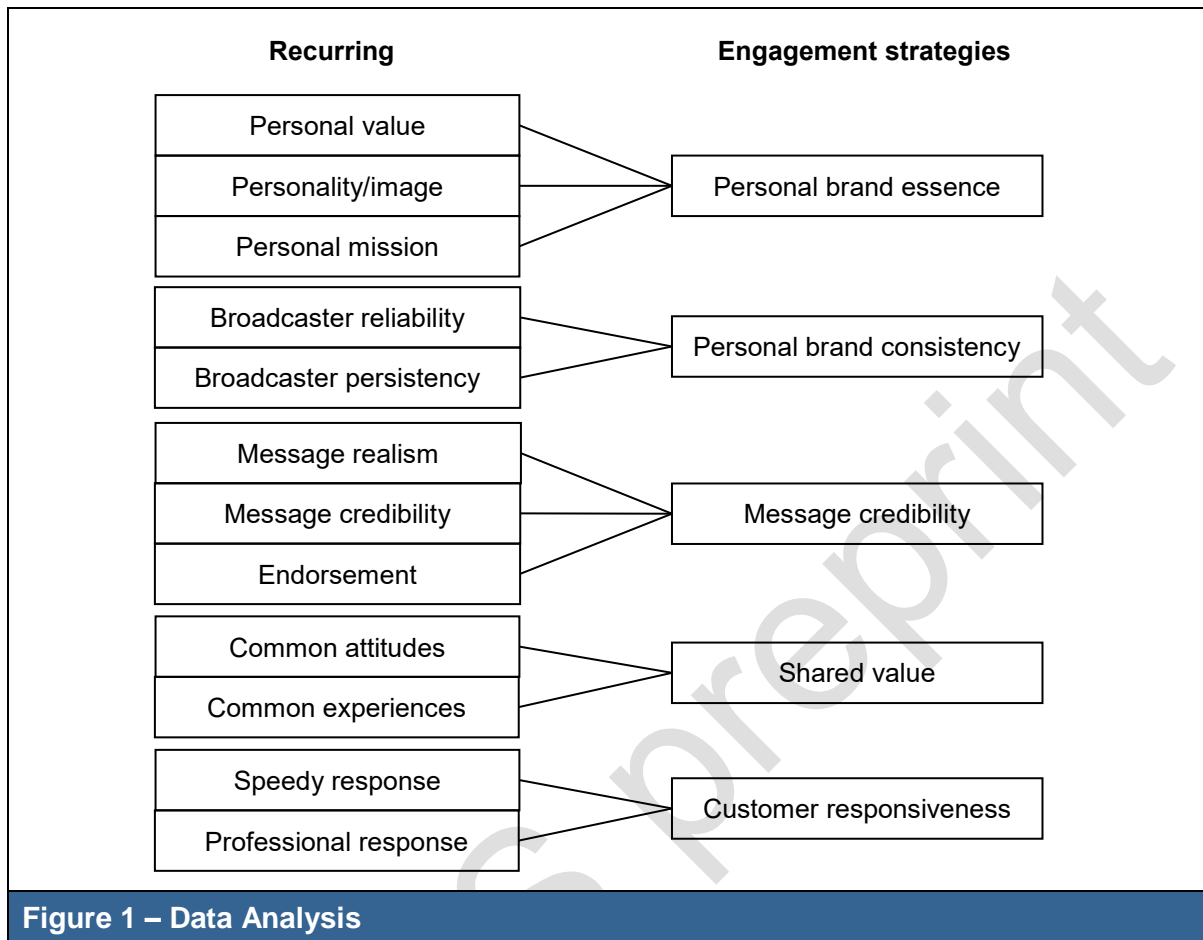 Recurring
Engagement strategies
Personal value
Personality/image
Personal mission
Personal brand essence
Broadcaster reliability
Broadcaster persistency
Personal brand consistency
Message realism
Message credibility
Endorsement
Message credibility
Common attitudes
Common experiences
Shared value
Speedy response
Professional response
Customer responsiveness
S preprint
Figure 1 – Data Analysis